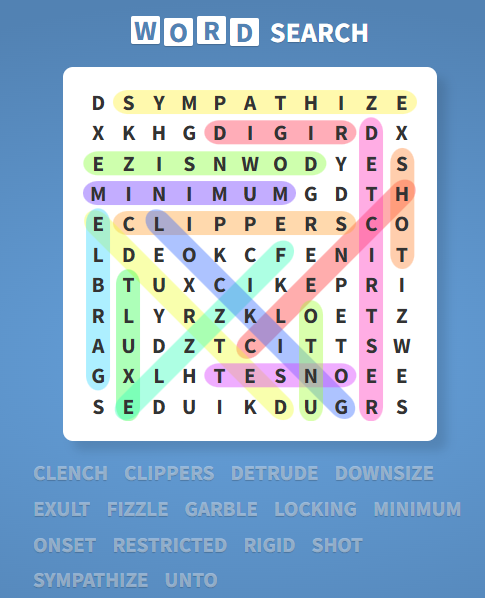 WORD SEARCH
D S Y M P A T H I Z E
X K H G D I G I R D X
E Z I S N W O D Y E S
M I N I M U M G D T H
E C L I P P E R S C O
L D E O K C F E N I T
B T U X C I K E P R I
R L Y R Z K L O E T Z
A U D Z T C I T T S W
G X L H T E S N O E E
S E D U I K D U G R S
CLENCH CLIPPERS DETRUDE DOWNSIZE
EXULT FIZZLE GARBLE LOCKING MINIMUM
ONSET RESTRICTED RIGID SHOT
SYMPATHIZE UNTO